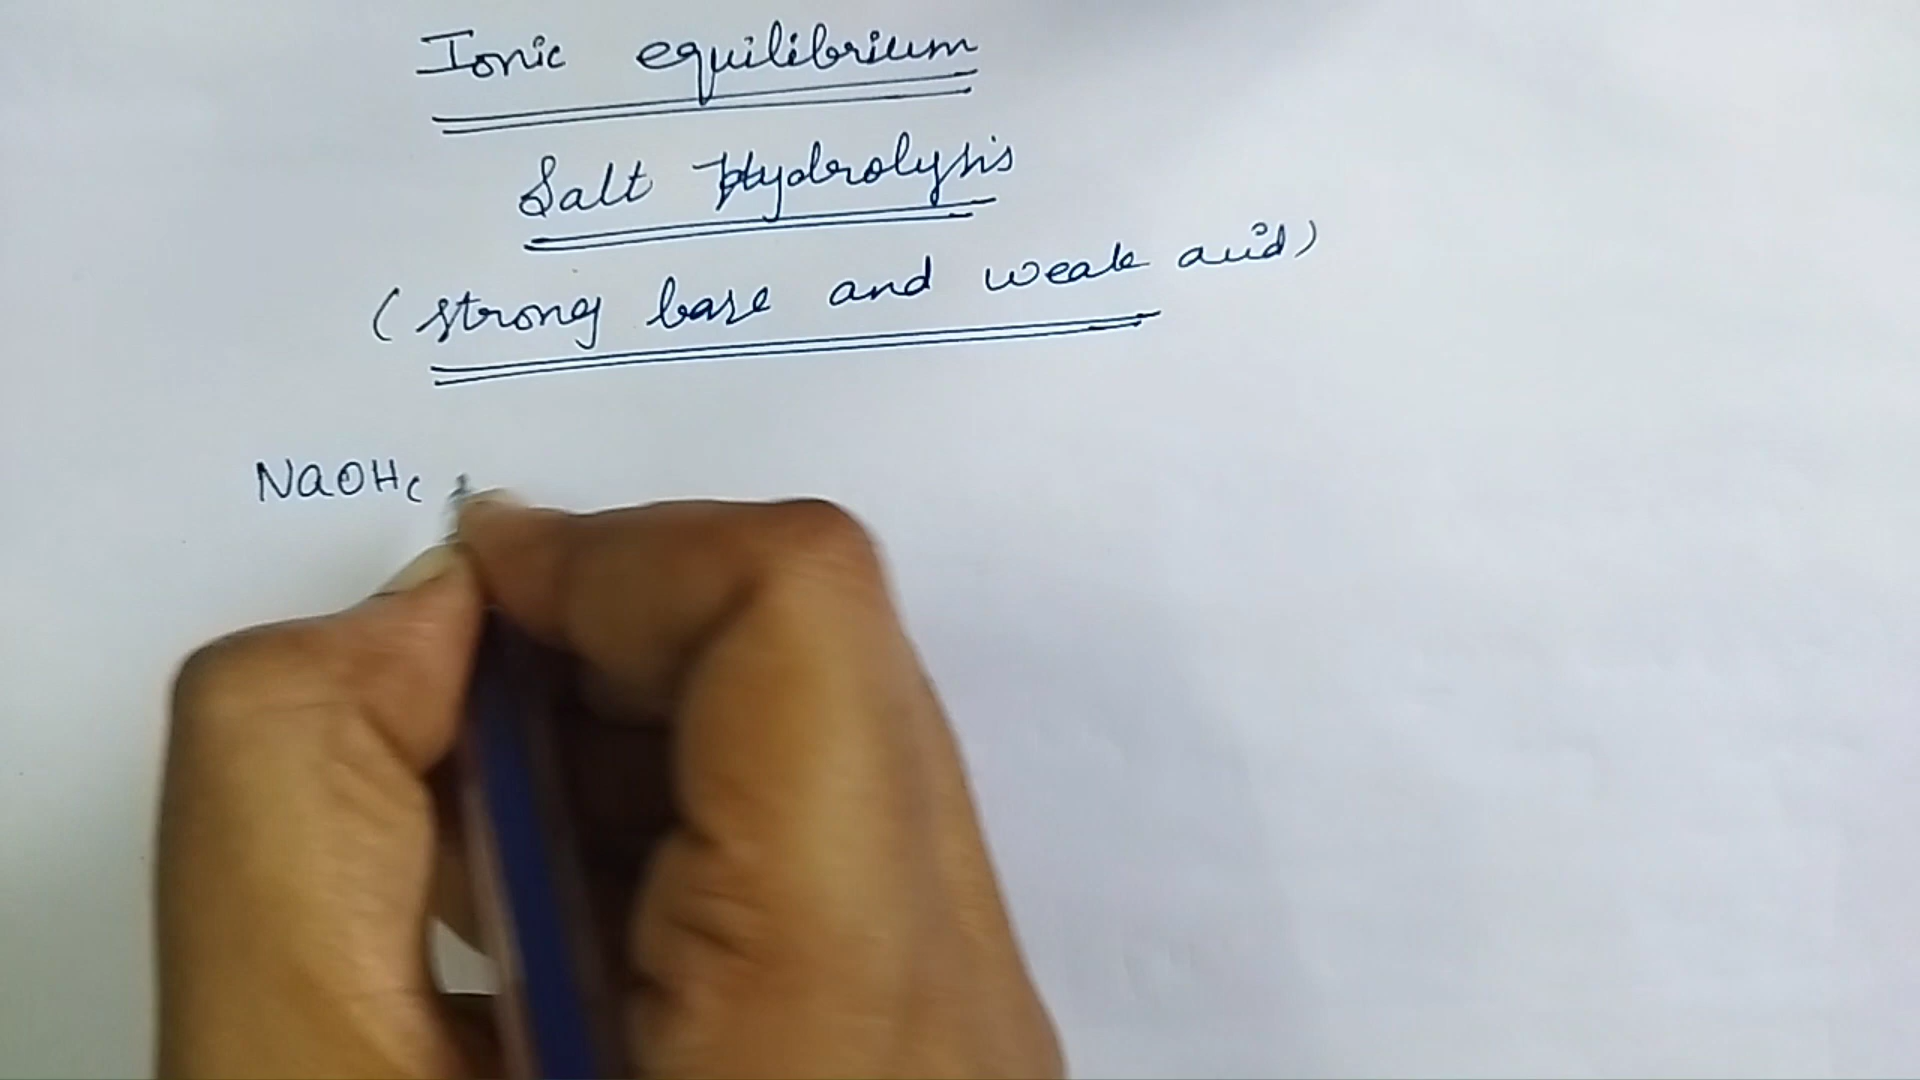 Ionic equilibrium
Salt Hydrolysis
(strong base and weak acid)
NaOH(